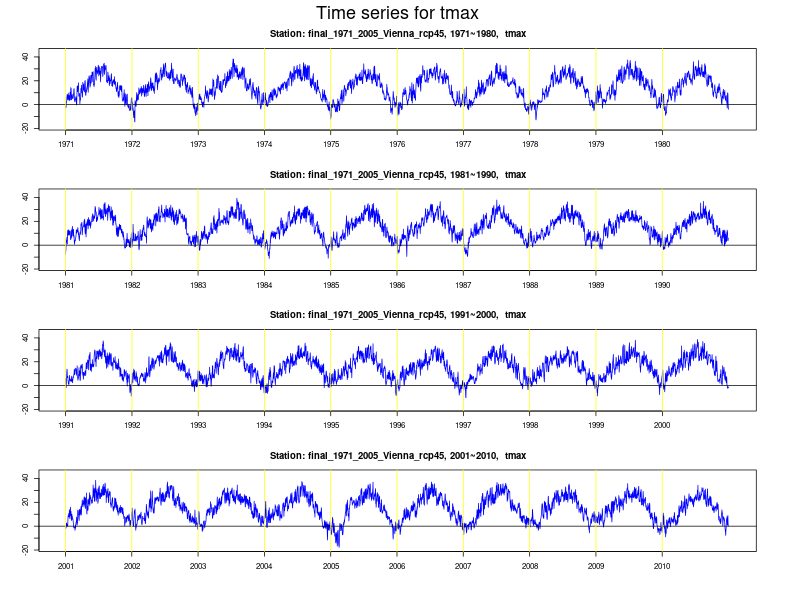 Time series for tmax
Station: final_1971_2005_Vienna_rcp45, 1971~1980, tmax
40
20
0
-20
1971 1972 1973 1974 1975 1976 1977 1978 1979 1980
Station: final_1971_2005_Vienna_rcp45, 1981~1990, tmax
40
20
0
-20
1981 1982 1983 1984 1985 1986 1987 1988 1989 1990
Station: final_1971_2005_Vienna_rcp45, 1991~2000, tmax
40
20
0
-20
1991 1992 1993 1994 1995 1996 1997 1998 1999 2000
Station: final_1971_2005_Vienna_rcp45, 2001~2010, tmax
40
20
0
-20
2001 2002 2003 2004 2005 2006 2007 2008 2009 2010